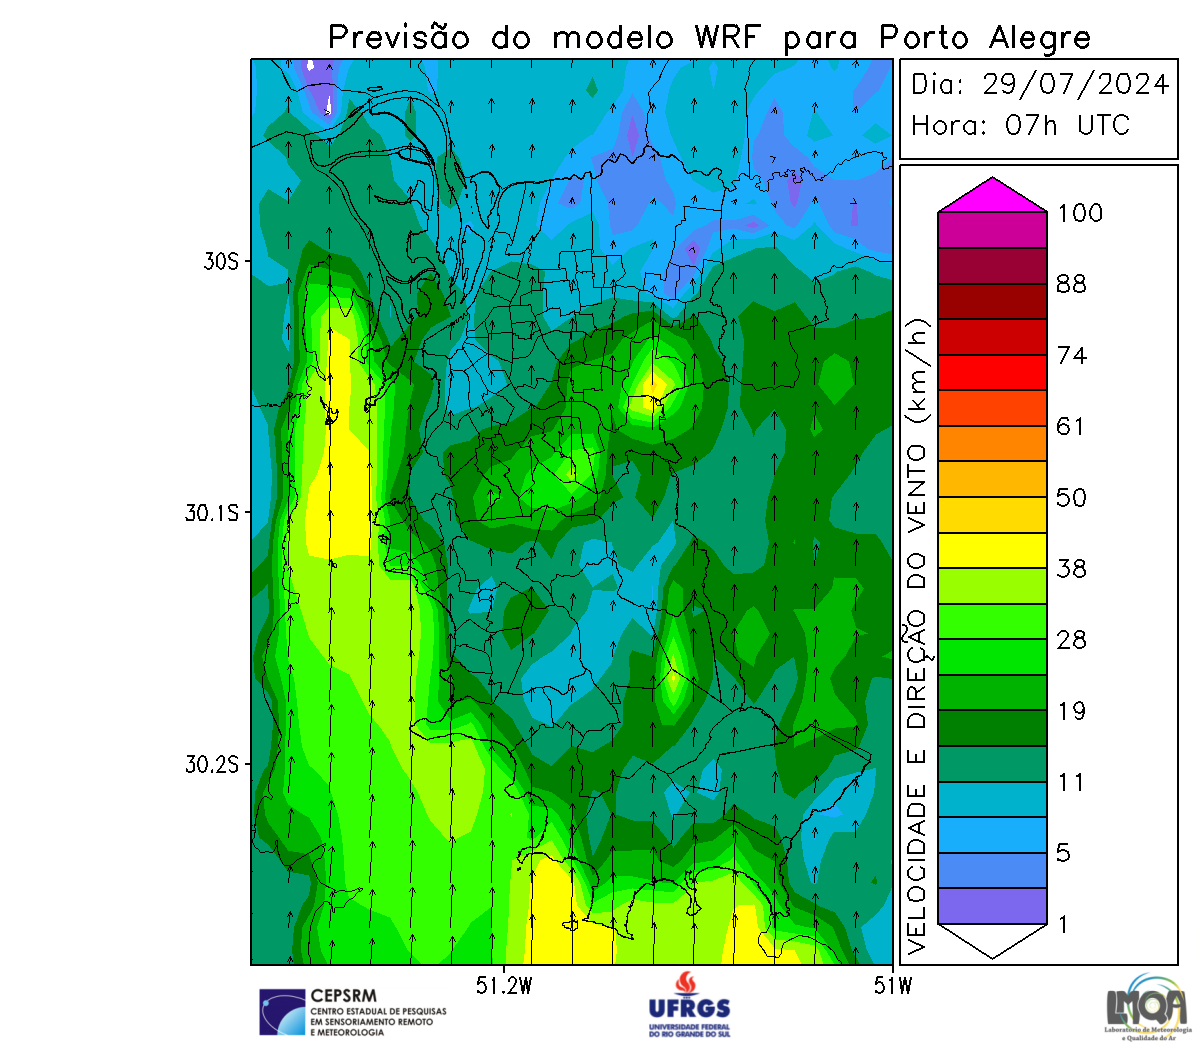 Previsão do modelo WRF para Porto Alegre
Dia: 29/07/2024
Hora: 07h UTC
100
88
74
61
50
38
28
19
11
5
1
VELOCIDADE E DIREÇÃO DO VENTO (km/h)
30S
30.1S
30.2S
51.2W
51W
CEPSRM
CENTRO ESTADUAL DE PESQUISAS
EM SENSORIAMENTO REMOTO
E METEOROLOGIA
UFRGS
UNIVERSIDADE FEDERAL
DO RIO GRANDE DO SUL
LMQA
Laboratório de Meteorologia
e Qualidade do Ar